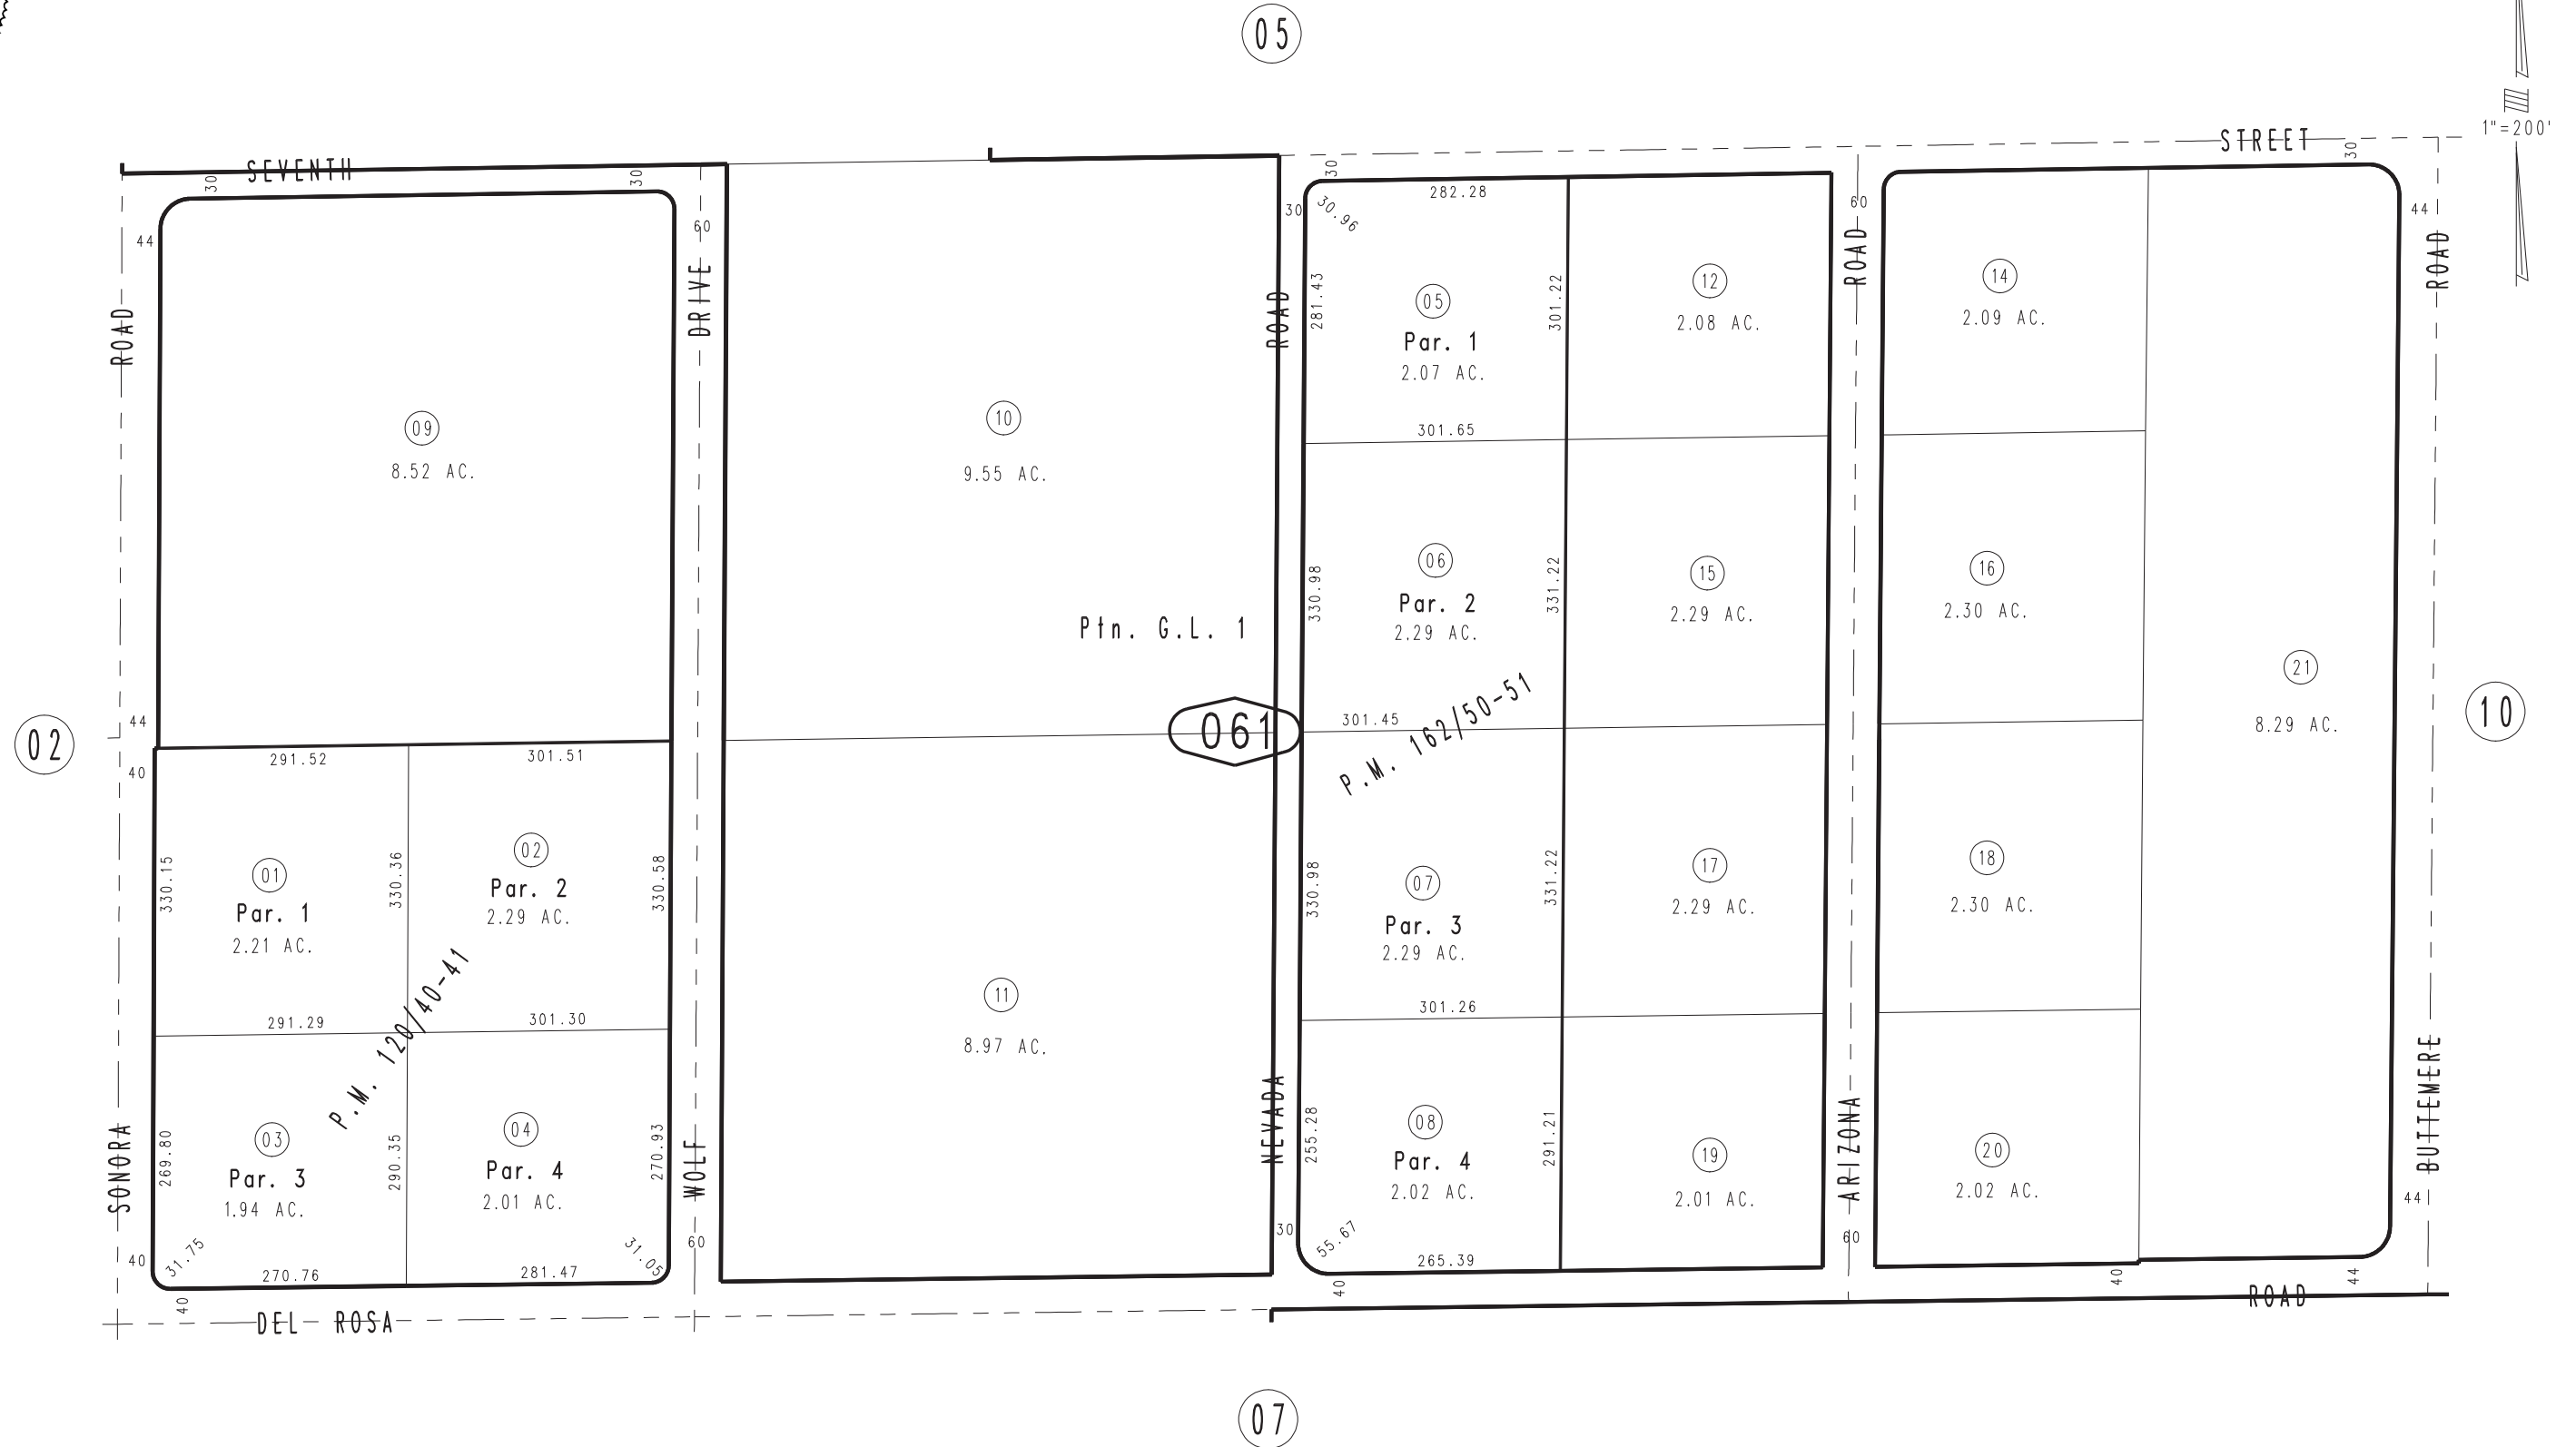 05
1"=200'
SEVENTH
STREET
30
30
30
30
44
60
30
60
44
ROAD
DRIVE
ROAD
ROAD
ROAD
282.28
30.96
281.43
301.22
05
Par. 1
2.07 AC.
12
2.08 AC.
14
2.09 AC.
09
8.52 AC.
10
9.55 AC.
301.65
330.98
331.22
06
Par. 2
2.29 AC.
15
2.29 AC.
16
2.30 AC.
Ptn. G.L. 1
21
8.29 AC.
02
44
40
061
301.45
P.M. 162/50-51
10
291.52
301.51
330.15
330.36
330.58
01
Par. 1
2.21 AC.
02
Par. 2
2.29 AC.
P.M. 120/40-41
330.98
331.22
07
Par. 3
2.29 AC.
17
2.29 AC.
18
2.30 AC.
11
8.97 AC.
291.29
301.30
301.26
SONORA
WOLF
NEVADA
ARIZONA
BUTTEMERE
269.80
290.35
270.93
03
Par. 3
1.94 AC.
04
Par. 4
2.01 AC.
255.28
291.21
08
Par. 4
2.02 AC.
19
2.01 AC.
20
2.02 AC.
44
40
31.75
31.05
60
30
55.67
60
270.76
281.47
265.39
40
40
40
44
DEL ROSA
ROAD
07